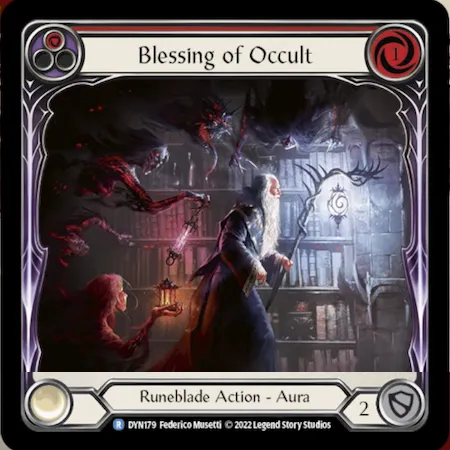 Blessing of Occult
1
Runeblade Action - Aura
2
R DYN179 Federico Musetti © 2022 Legend Story Studios